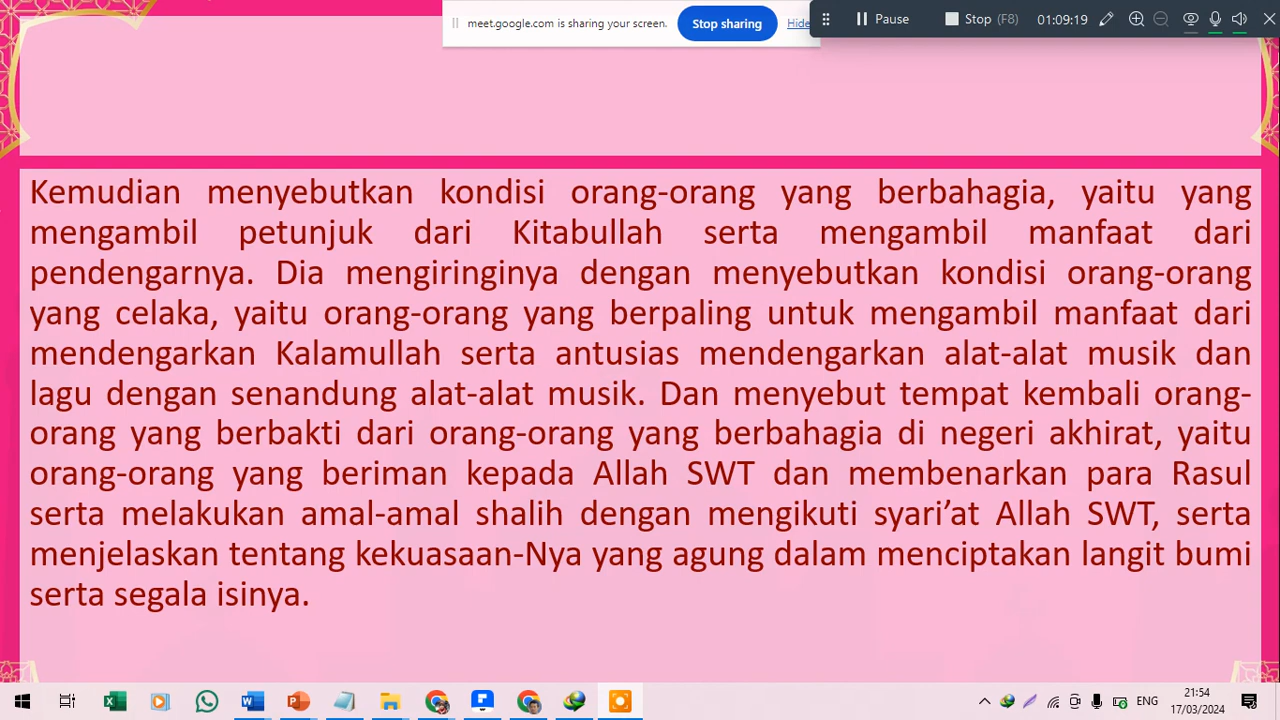 meet.google.com is sharing your screen.
Stop sharing
Hide
Pause
Stop (F8)
01:09:19
Kemudian menyebutkan kondisi orang-orang yang berbahagia, yaitu yang
mengambil petunjuk dari Kitabullah serta mengambil manfaat dari
pendengarnya. Dia mengiringinya dengan menyebutkan kondisi orang-orang
yang celaka, yaitu orang-orang yang berpaling untuk mengambil manfaat dari
mendengarkan Kalamullah serta antusias mendengarkan alat-alat musik dan
lagu dengan senandung alat-alat musik. Dan menyebut tempat kembali orang-
orang yang berbakti dari orang-orang yang berbahagia di negeri akhirat, yaitu
orang-orang yang beriman kepada Allah SWT dan membenarkan para Rasul
serta melakukan amal-amal shalih dengan mengikuti syari’at Allah SWT, serta
menjelaskan tentang kekuasaan-Nya yang agung dalam menciptakan langit bumi
serta segala isinya.
ENG
21:54
17/03/2024